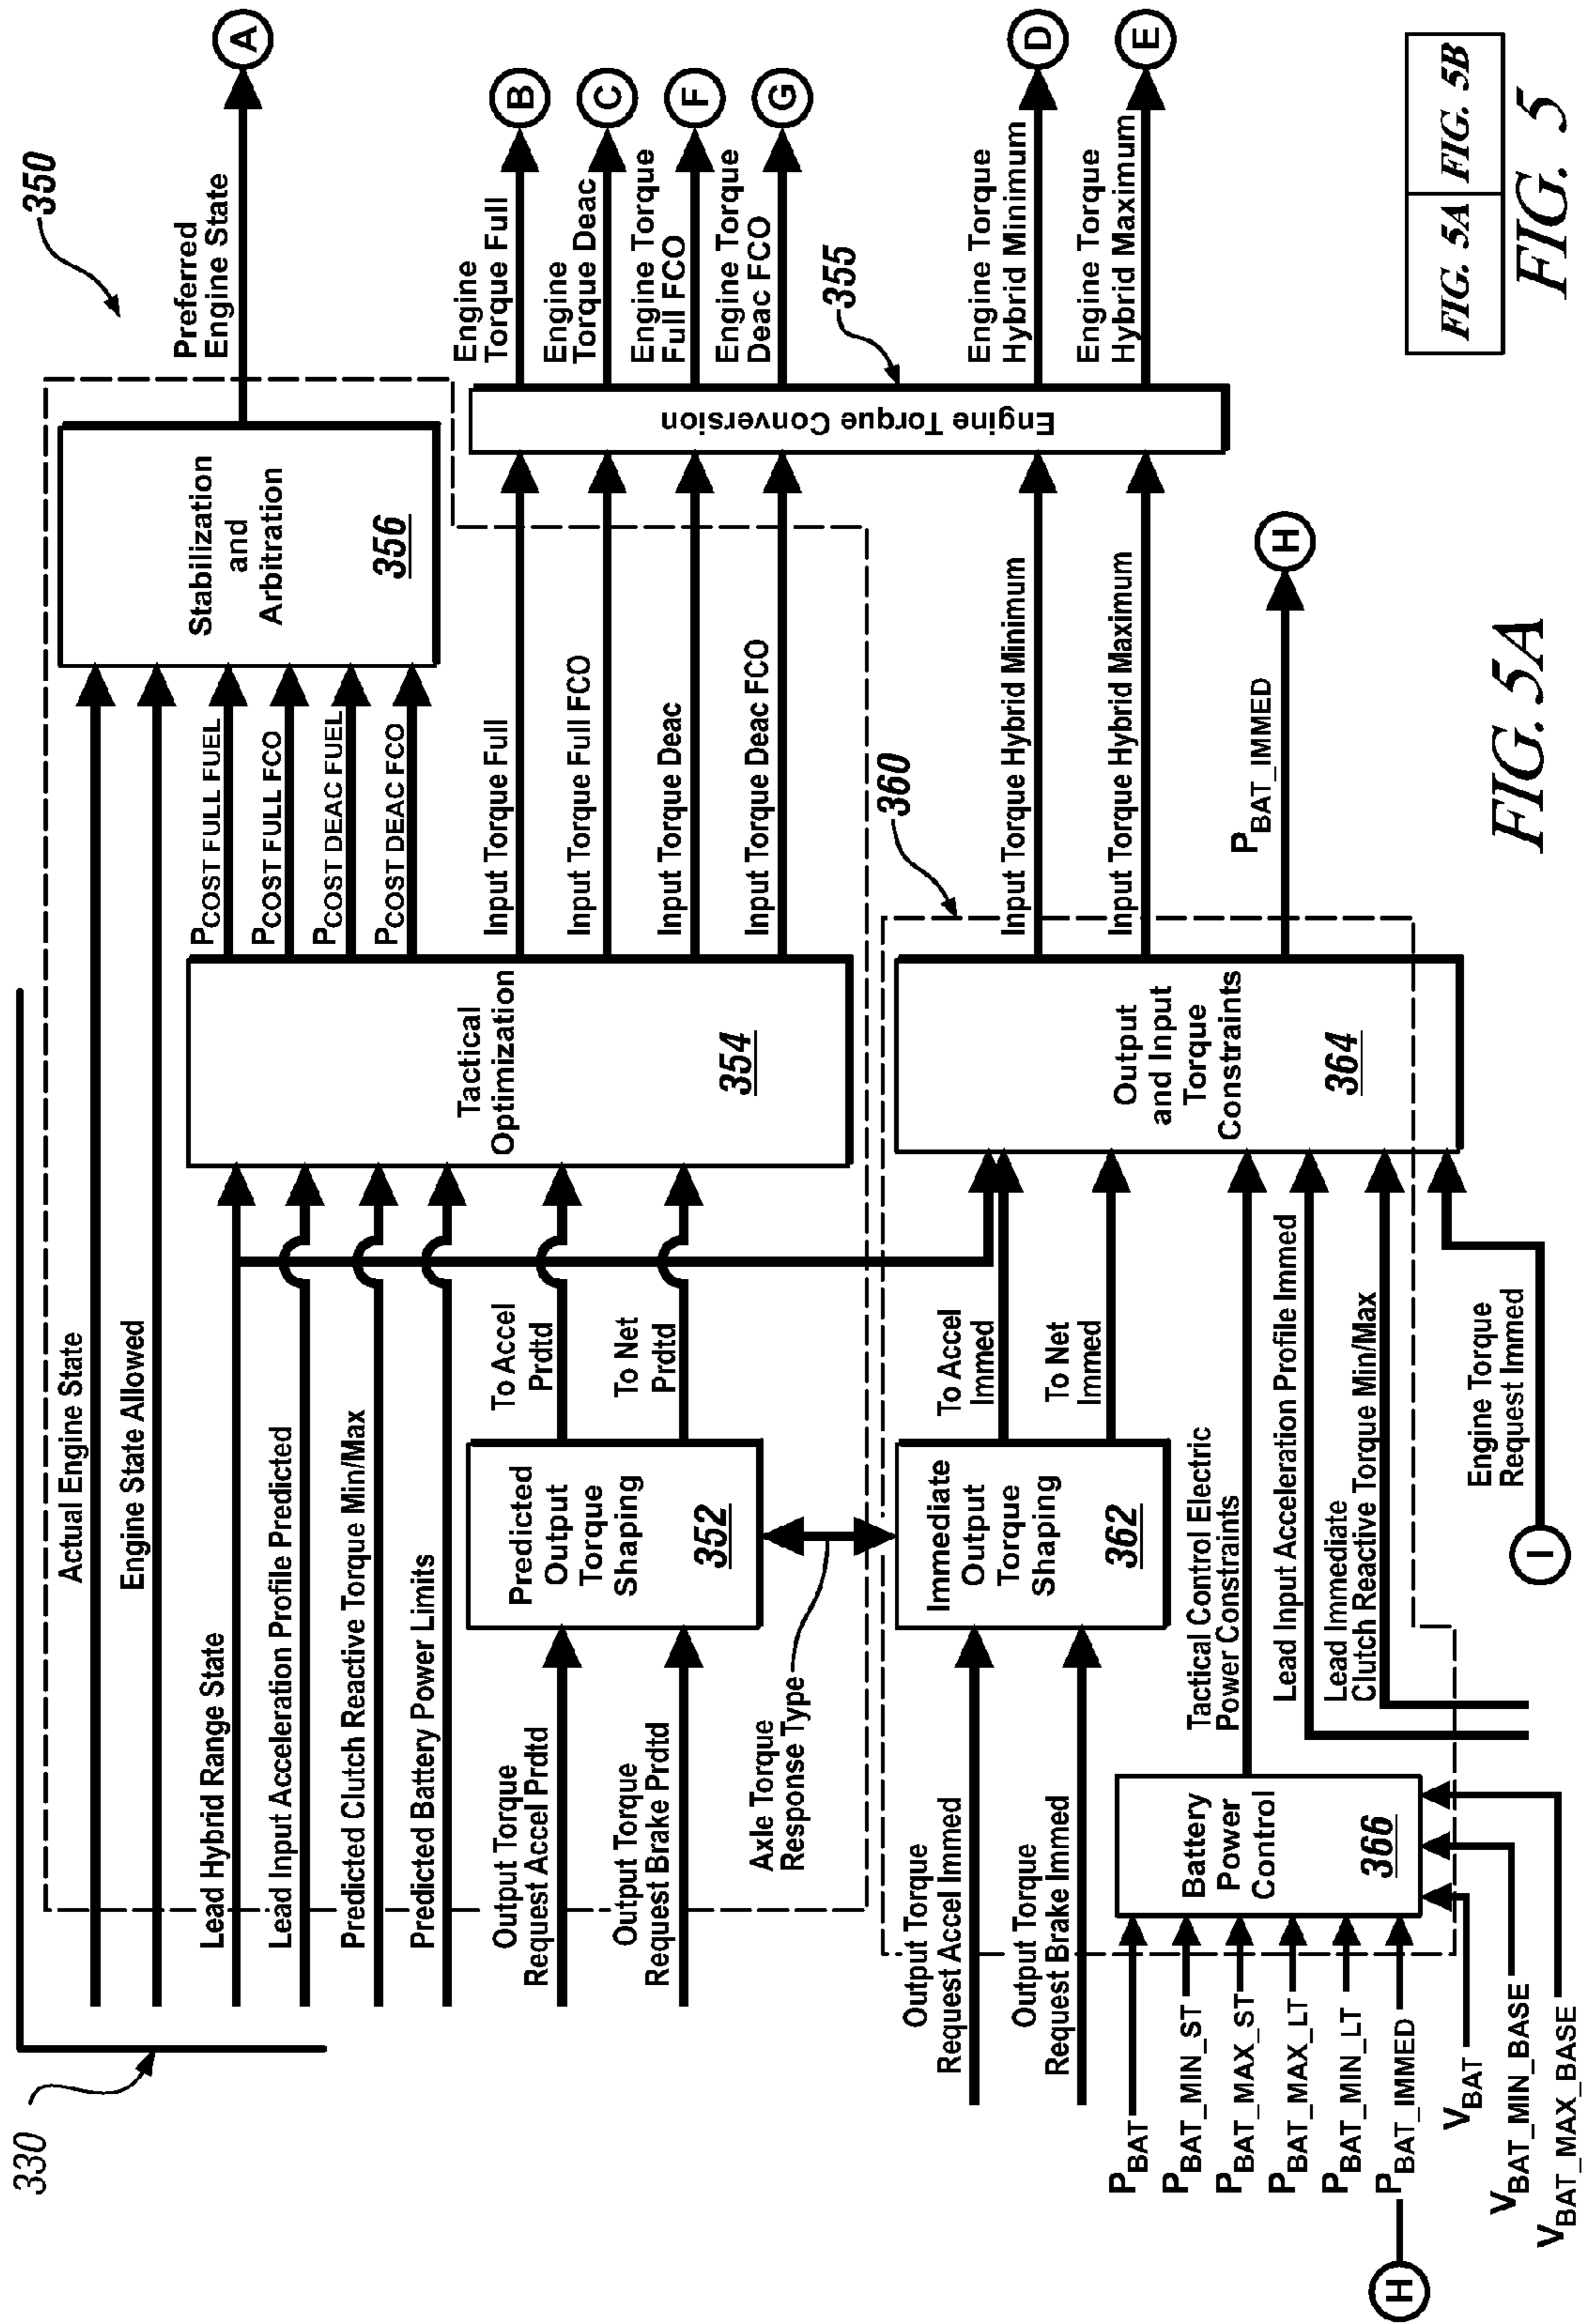 330
350
Actual Engine State
Engine State Allowed
Lead Hybrid Range State
Lead Input Acceleration Profile Predicted
Predicted Clutch Reactive Torque Min/Max
Predicted Battery Power Limits
Output Torque
Request Accel Prdtd
Output Torque
Request Brake Prdtd
Predicted
Output
Torque
Shaping
352
To Accel
Prdtd
To Net
Prdtd
Axle Torque
Response Type
Tactical
Optimization
354
PCOST FULL FUEL
PCOST FULL FCO
PCOST DEAC FUEL
PCOST DEAC FCO
Stabilization
and
Arbitration
356
Preferred
Engine State
A
Input Torque Full
Input Torque Full FCO
Input Torque Deac
Input Torque Deac FCO
Engine Torque Conversion
355
Engine
Torque Full
B
Engine
Torque Deac
C
Engine Torque
Full FCO
F
Engine Torque
Deac FCO
G
Engine Torque
Hybrid Minimum
D
Engine Torque
Hybrid Maximum
E
360
Output Torque
Request Accel Immed
Output Torque
Request Brake Immed
Immediate
Output
Torque
Shaping
362
To Accel
Immed
To Net
Immed
Output
and Input
Torque
Constraints
364
Input Torque Hybrid Minimum
Input Torque Hybrid Maximum
PBAT_IMMED
H
Tactical Control Electric
Power Constraints
Lead Input Acceleration Profile Immed
Lead Immediate
Clutch Reactive Torque Min/Max
Engine Torque
Request Immed
I
Battery
Power
Control
366
PBAT
PBAT_MIN_ST
PBAT_MAX_ST
PBAT_MAX_LT
PBAT_MIN_LT
PBAT_IMMED
H
VBAT
VBAT_MIN_BASE
VBAT_MAX_BASE
FIG. 5A
FIG. 5A FIG. 5B
FIG. 5